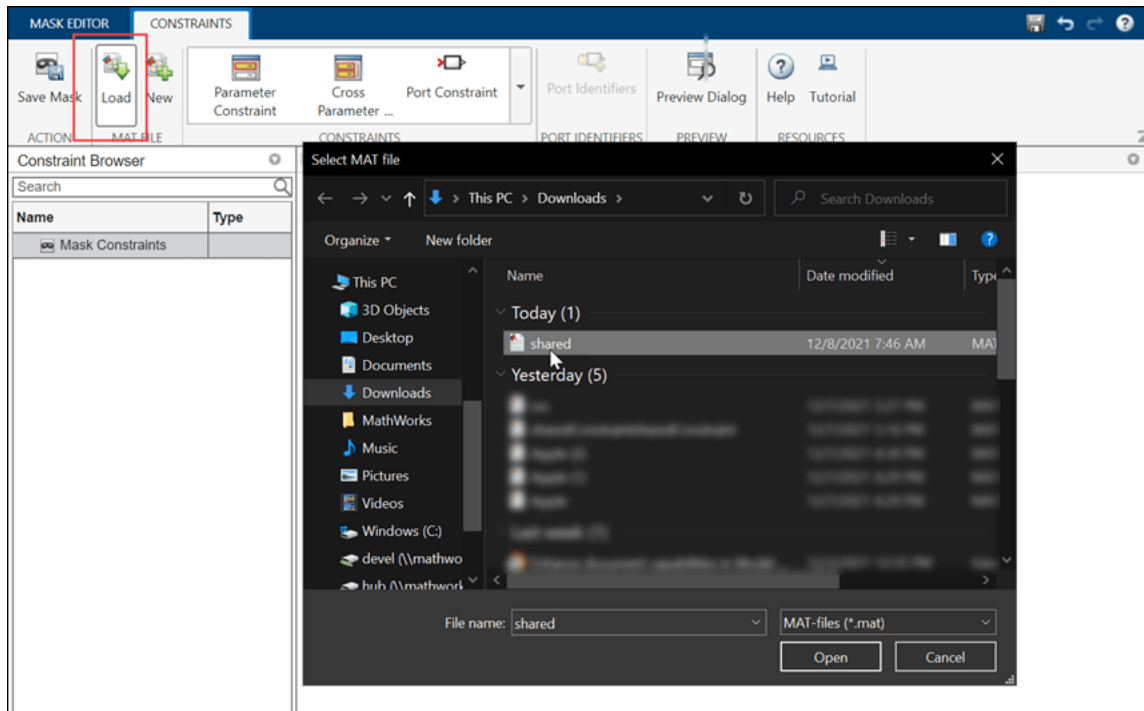 MASK EDITOR CONSTRAINTS
Save Mask Load New Parameter Constraint Cross Parameter ... Port Constraint Port Identifiers Preview Dialog Help Tutorial
ACTION MAT FILE CONSTRAINTS PORT IDENTIFIERS PREVIEW RESOURCES
Constraint Browser
Search
Name Type
Mask Constraints
Select MAT file
This PC > Downloads >
Search Downloads
Organize New folder
This PC
3D Objects
Desktop
Documents
Downloads
MathWorks
Music
Pictures
Videos
Windows (C:)
devel (\\mathwo
hub (\\mathwork
Name Date modified Type
Today (1)
shared 12/8/2021 7:46 AM MAT
Yesterday (5)
File name: shared MAT-files (*.mat)
Open Cancel